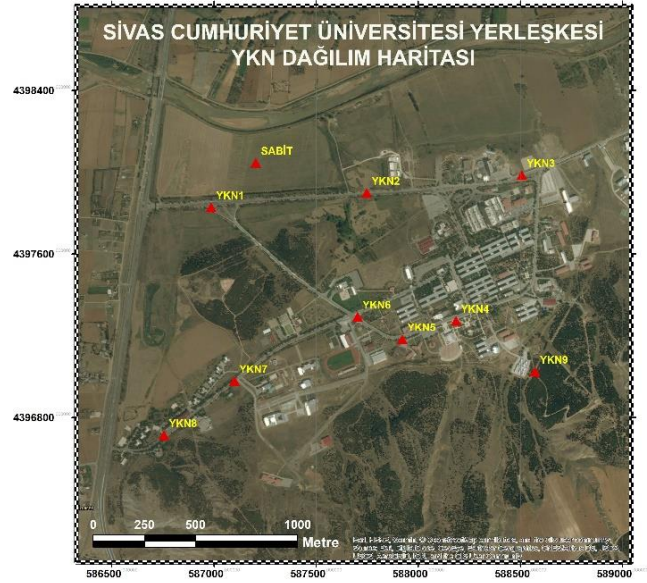 SİVAS CUMHURİYET ÜNİVERSİTESİ YERLEŞKESİ
YKN DAĞILIM HARİTASI
4398400
SABİT
YKN3
YKN2
YKN1
4397600
YKN6
YKN4
YKN5
YKN9
YKN7
4396800
YKN8
0 250 500 1000
Metre
586600 587000 587500 588000 588500 589000